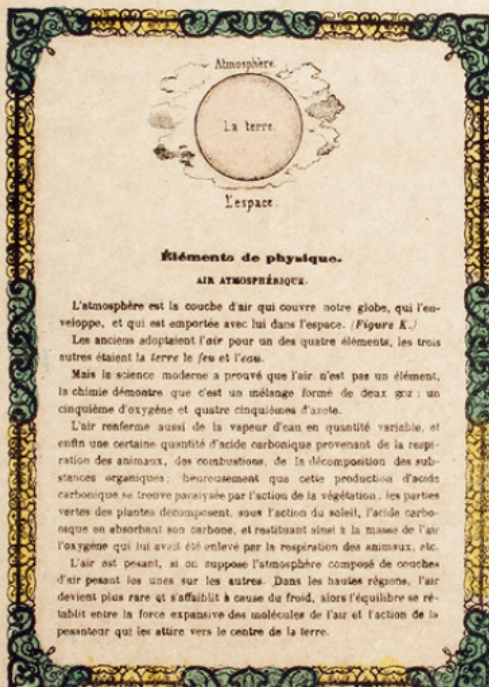 Atmosphère.
La terre.
L'espace.
Éléments de physique.
AIR ATMOSPHÉRIQUE.
L'atmosphère est la couche d'air qui couvre notre globe, qui l'en-
veloppe, et qui est emportée avec lui dans l'espace. (Figure K.)
Les anciens adoptaient l'air pour un des quatre éléments, les trois
autres étaient la terre le feu et l'eau.
Mais la science moderne a prouvé que l'air n'est pas un élément,
la chimie démontre que c'est un mélange formé de deux gaz : un
cinquième d'oxygène et quatre cinquièmes d'azote.
L'air renferme aussi de la vapeur d'eau en quantité variable, et
enfin une certaine quantité d'acide carbonique provenant de la respi-
ration des animaux, des combustions, de la décomposition des sub-
stances organiques; heureusement que cette production d'acide
carbonique se trouve paralysée par l'action de la végétation; les parties
vertes des plantes décomposent, sous l'action du soleil, l'acide carbo-
nique en absorbant son carbone, et restituant ainsi à la masse de l'air
l'oxygène qui lui avait été enlevé par la respiration des animaux, etc.
L'air est pesant, si on suppose l'atmosphère composé de couches
d'air pesant les unes sur les autres. Dans les hautes régions, l'air
devient plus rare et s'affaiblit à cause du froid, alors l'équilibre se ré-
tablit entre la force expansive des molécules de l'air et l'action de la
pesanteur qui les attire vers le centre de la terre.